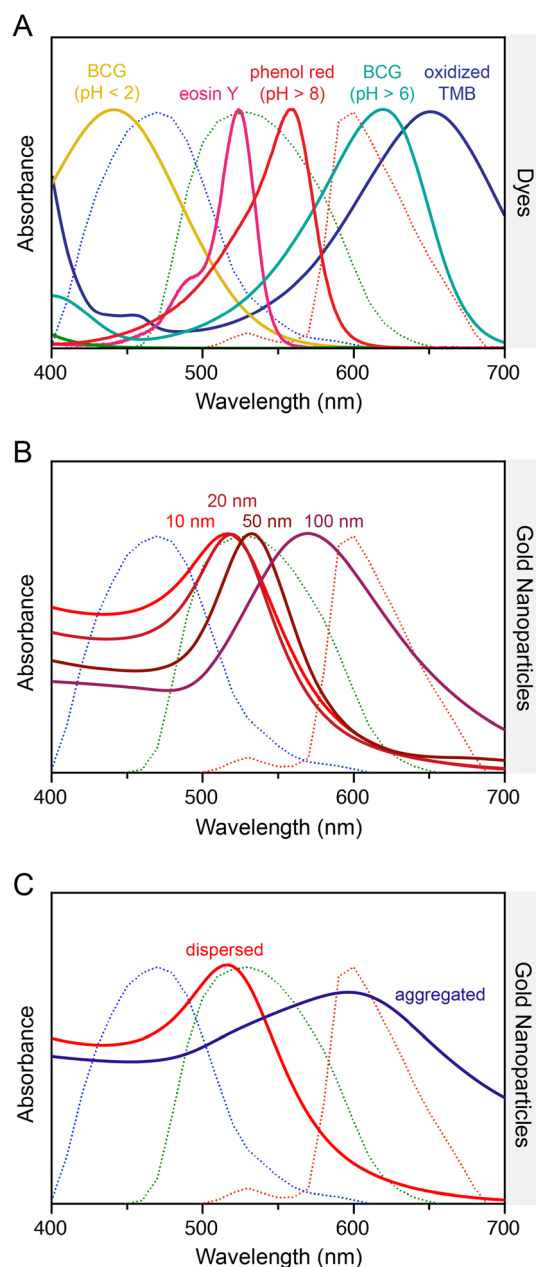 A
BCG
(pH < 2)
eosin Y
phenol red
(pH > 8)
BCG
(pH > 6)
oxidized
TMB
Absorbance
Dyes
400
500
600
700
Wavelength (nm)
B
20 nm
10 nm
50 nm
100 nm
Absorbance
Gold Nanoparticles
400
500
600
700
Wavelength (nm)
C
dispersed
aggregated
Absorbance
Gold Nanoparticles
400
500
600
700
Wavelength (nm)